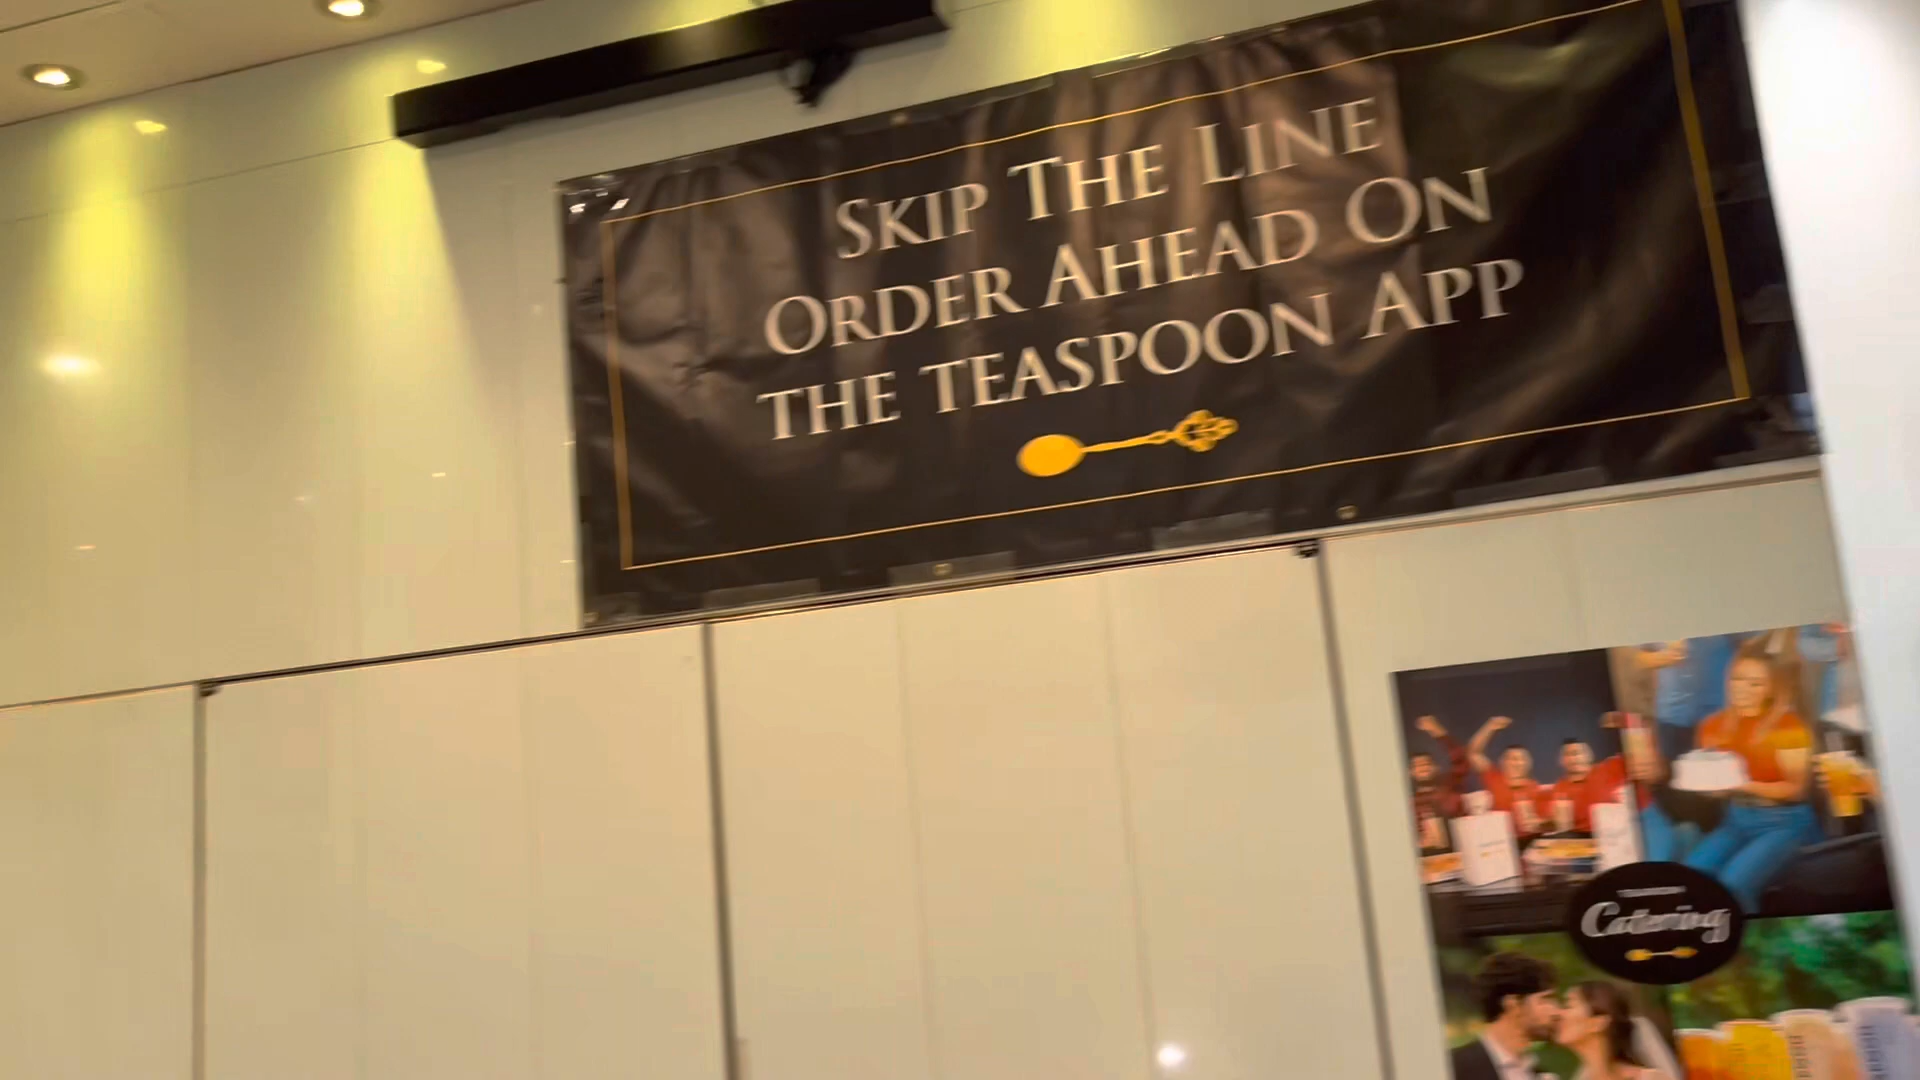 SKIP THE LINE
ORDER AHEAD ON
THE TEASPOON APP
Catering